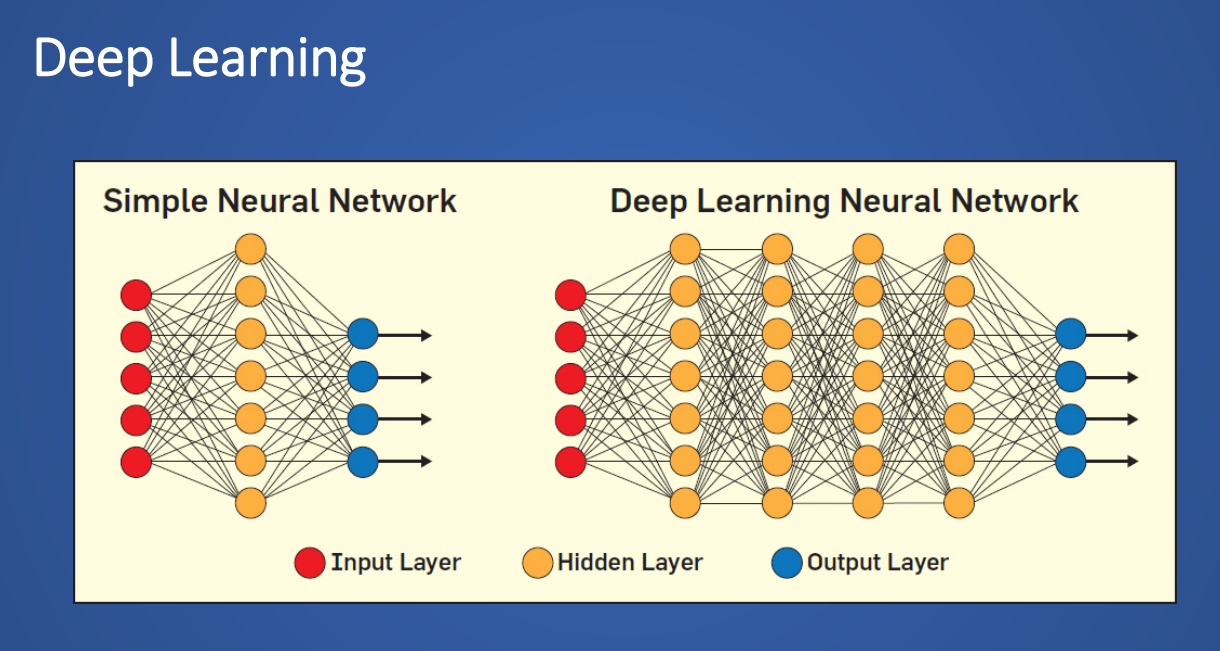 Deep Learning
Simple Neural Network
Deep Learning Neural Network
Input Layer
Hidden Layer
Output Layer